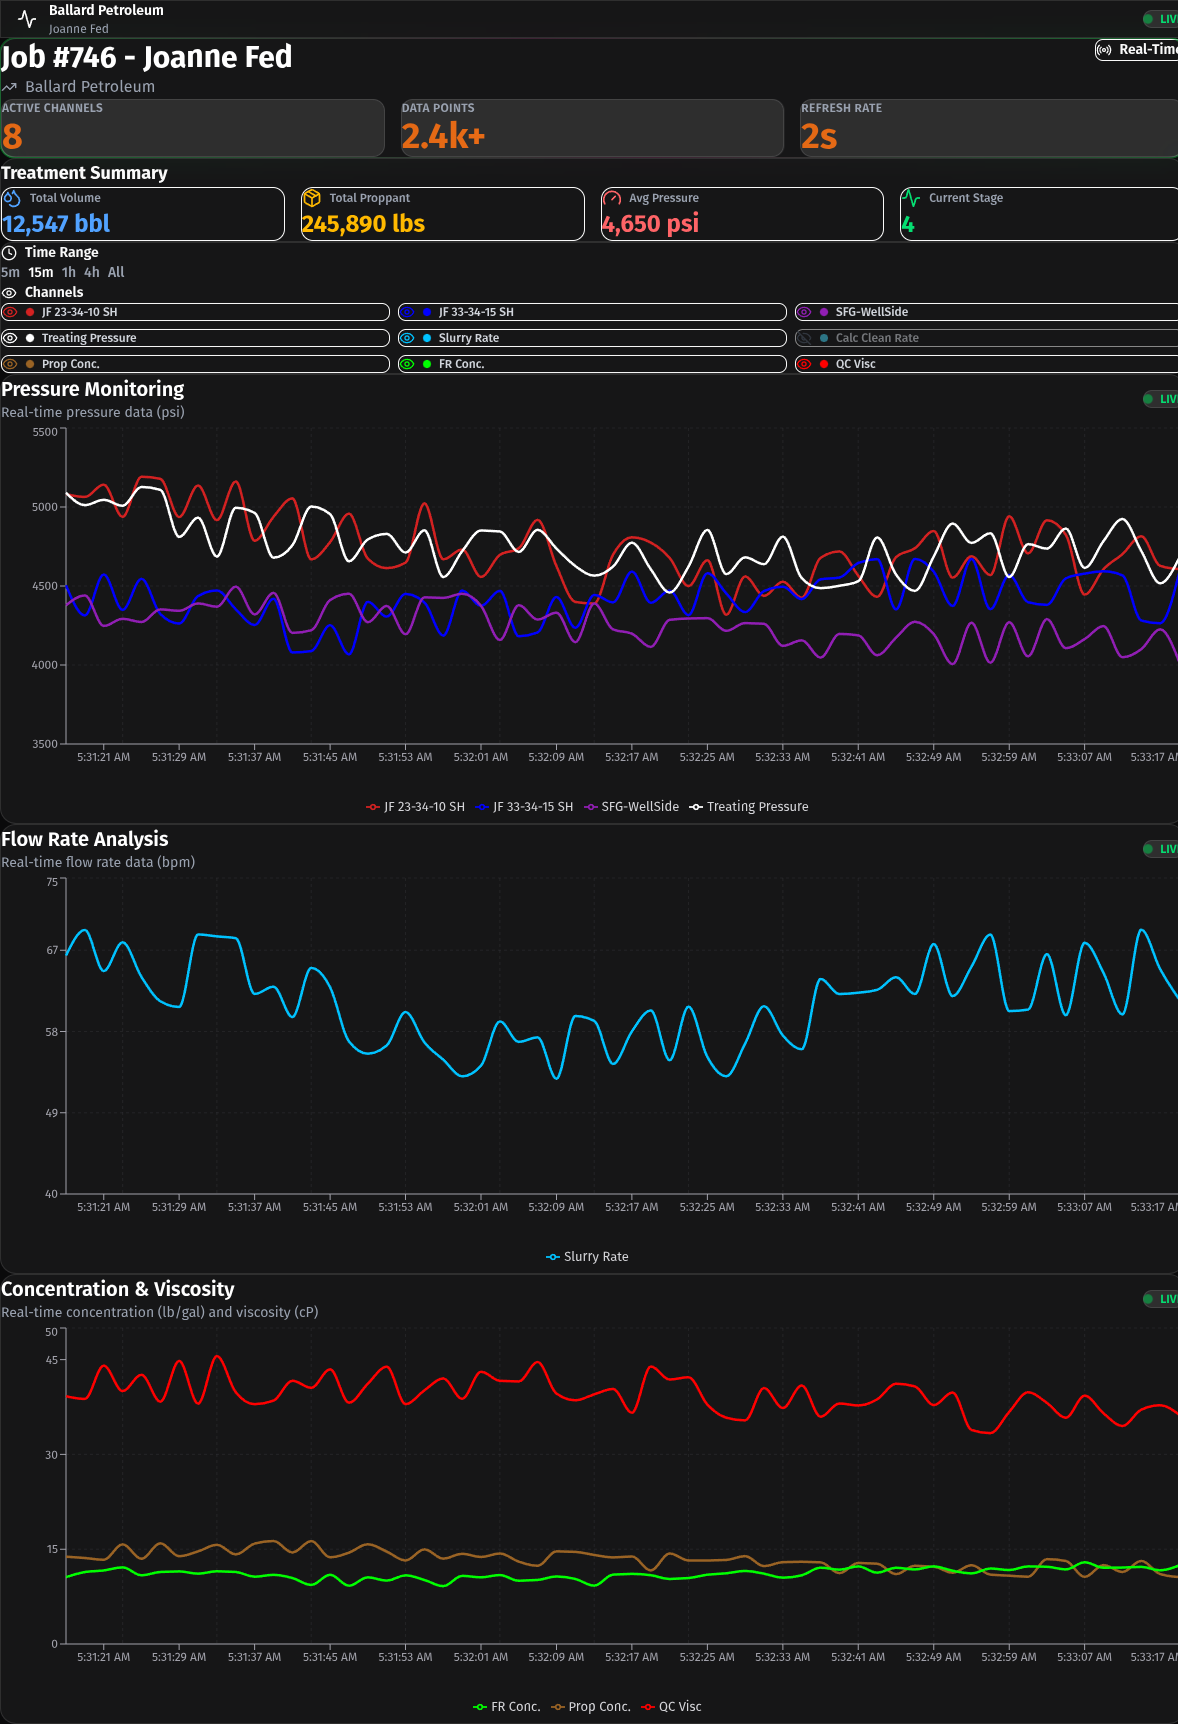 Ballard Petroleum
Joanne Fed
LIV
Job #746 - Joanne Fed
Real-Time
Ballard Petroleum
ACTIVE CHANNELS
8
DATA POINTS
2.4k+
REFRESH RATE
2s
Treatment Summary
Total Volume
12,547 bbl
Total Proppant
245,890 lbs
Avg Pressure
4,650 psi
Current Stage
4
Time Range
5m 15m 1h 4h All
Channels
JF 23-34-10 SH
JF 33-34-15 SH
SFG-WellSide
Treating Pressure
Slurry Rate
Calc Clean Rate
Prop Conc.
FR Conc.
QC Visc
Pressure Monitoring
LIV
Real-time pressure data (psi)
5500
5000
4500
4000
3500
5:31:21 AM 5:31:29 AM 5:31:37 AM 5:31:45 AM 5:31:53 AM 5:32:01 AM 5:32:09 AM 5:32:17 AM 5:32:25 AM 5:32:33 AM 5:32:41 AM 5:32:49 AM 5:32:59 AM 5:33:07 AM 5:33:17 AM
JF 23-34-10 SH JF 33-34-15 SH SFG-WellSide Treating Pressure
Flow Rate Analysis
LIV
Real-time flow rate data (bpm)
75
67
58
49
40
5:31:21 AM 5:31:29 AM 5:31:37 AM 5:31:45 AM 5:31:53 AM 5:32:01 AM 5:32:09 AM 5:32:17 AM 5:32:25 AM 5:32:33 AM 5:32:41 AM 5:32:49 AM 5:32:59 AM 5:33:07 AM 5:33:17 AM
Slurry Rate
Concentration & Viscosity
LIV
Real-time concentration (lb/gal) and viscosity (cP)
50
45
30
15
0
5:31:21 AM 5:31:29 AM 5:31:37 AM 5:31:45 AM 5:31:53 AM 5:32:01 AM 5:32:09 AM 5:32:17 AM 5:32:25 AM 5:32:33 AM 5:32:41 AM 5:32:49 AM 5:32:59 AM 5:33:07 AM 5:33:17 AM
FR Conc. Prop Conc. QC Visc